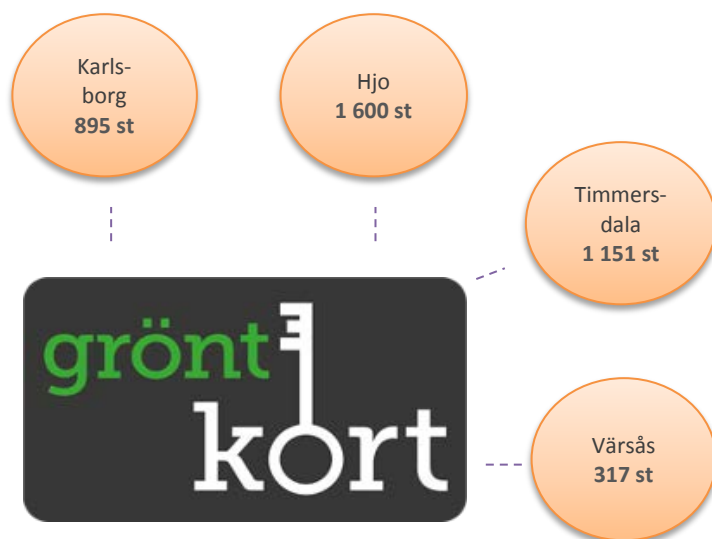 Karls-
borg
895 st
Hjo
1 600 st
Timmers-
dala
1 151 st
grönt
kort
Värsås
317 st